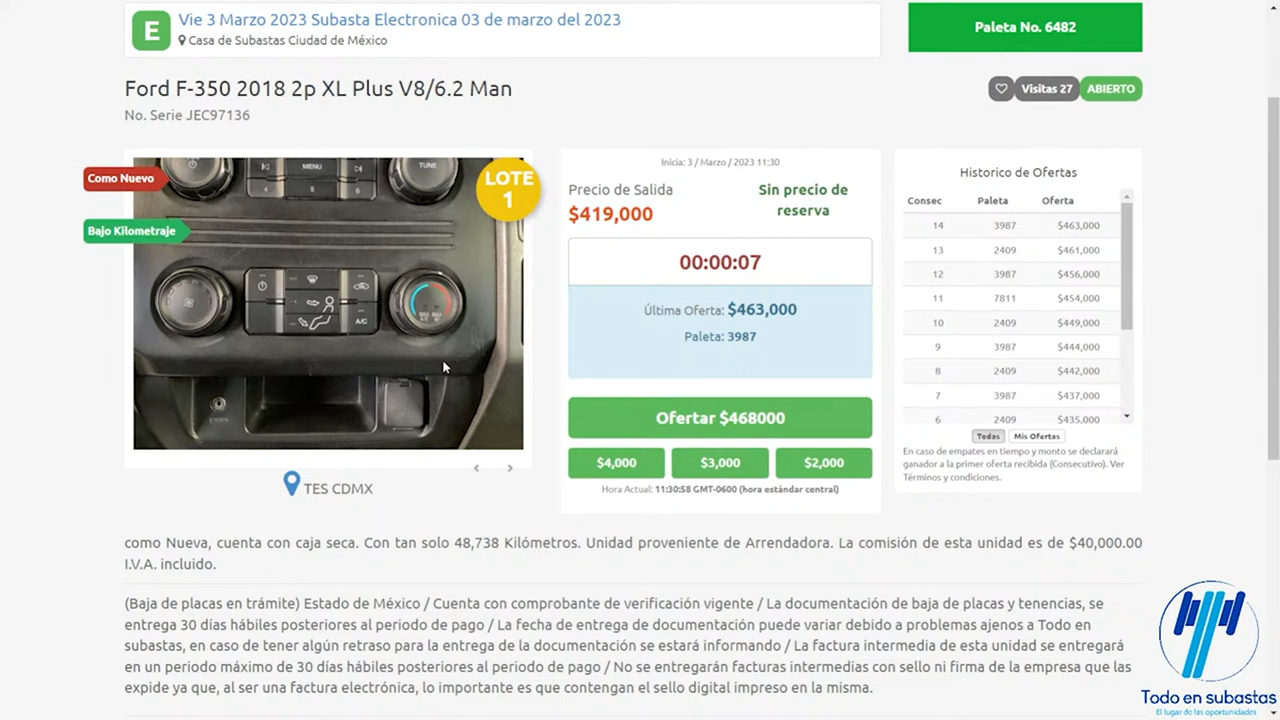 E
Vie 3 Marzo 2023 Subasta Electronica 03 de marzo del 2023
Casa de Subastas Ciudad de México
Paleta No. 6482
Ford F-350 2018 2p XL Plus V8/6.2 Man
No. Serie JEC97136
Visitas 27
ABIERTO
Como Nuevo
Bajo Kilometraje
LOTE
1
MENU
TUNE
4
5
6
A/C
TES CDMX
Inicia: 3 / Marzo / 2023 11:30
Precio de Salida
$419,000
Sin precio de
reserva
00:00:07
Última Oferta: $463,000
Paleta: 3987
Ofertar $468000
$4,000
$3,000
$2,000
Hora Actual: 11:30:58 GMT-0600 (hora estándar central)
Historico de Ofertas
Consec Paleta Oferta
14 3987 $463,000
13 2409 $461,000
12 3987 $456,000
11 7811 $454,000
10 2409 $449,000
9 3987 $444,000
8 2409 $442,000
7 3987 $437,000
6 2409 $435,000
Todas
Mis Ofertas
En caso de empates en tiempo y monto se declarará
ganador a la primer oferta recibida (Consecutivo). Ver
Términos y condiciones.
como Nueva, cuenta con caja seca. Con tan solo 48,738 Kilómetros. Unidad proveniente de Arrendadora. La comisión de esta unidad es de $40,000.00
I.V.A. incluido.
(Baja de placas en trámite) Estado de México / Cuenta con comprobante de verificación vigente / La documentación de baja de placas y tenencias, se
entrega 30 días hábiles posteriores al periodo de pago / La fecha de entrega de documentación puede variar debido a problemas ajenos a Todo en
subastas, en caso de tener algún retraso para la entrega de la documentación se estará informando / La factura intermedia de esta unidad se entregará
en un periodo máximo de 30 días hábiles posteriores al periodo de pago / No se entregarán facturas intermedias con sello ni firma de la empresa que las
expide ya que, al ser una factura electrónica, lo importante es que contengan el sello digital impreso en la misma.
Todo en subastas
El lugar de las oportunidades